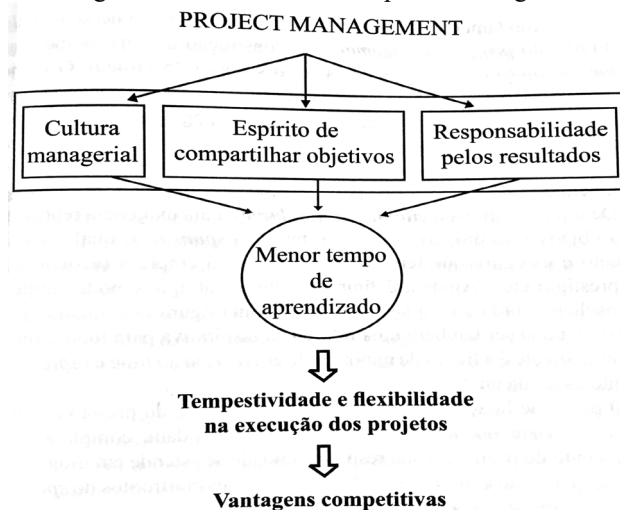 PROJECT MANAGEMENT
Cultura
managerial
Espírito de
compartilhar objetivos
Responsabilidade
pelos resultados
Menor tempo
de
aprendizado
Tempestividade e flexibilidade
na execução dos projetos
Vantagens competitivas